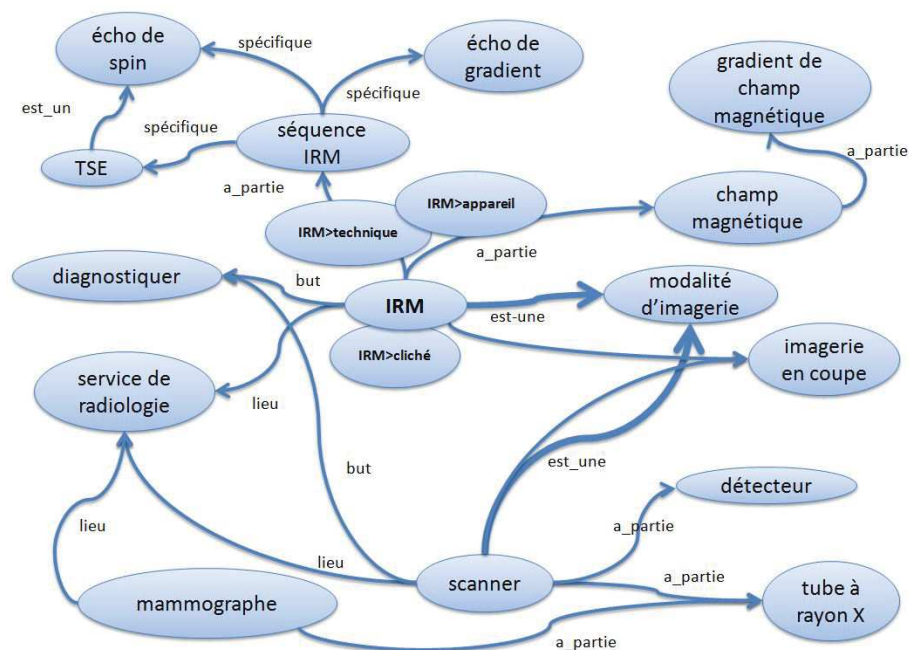 écho de
spin
spécifique
écho de
gradient
gradient de
champ
magnétique
est_un
spécifique
spécifique
séquence
IRM
TSE
a_partie
a_partie
IRM>appareil
champ
magnétique
IRM>technique
a_partie
diagnostiquer
but
IRM
modalité
d'imagerie
est-une
IRM>cliché
imagerie
en coupe
service de
radiologie
lieu
but
est_une
détecteur
lieu
a_partie
lieu
scanner
a_partie
tube à
rayon X
mammographe
a_partie